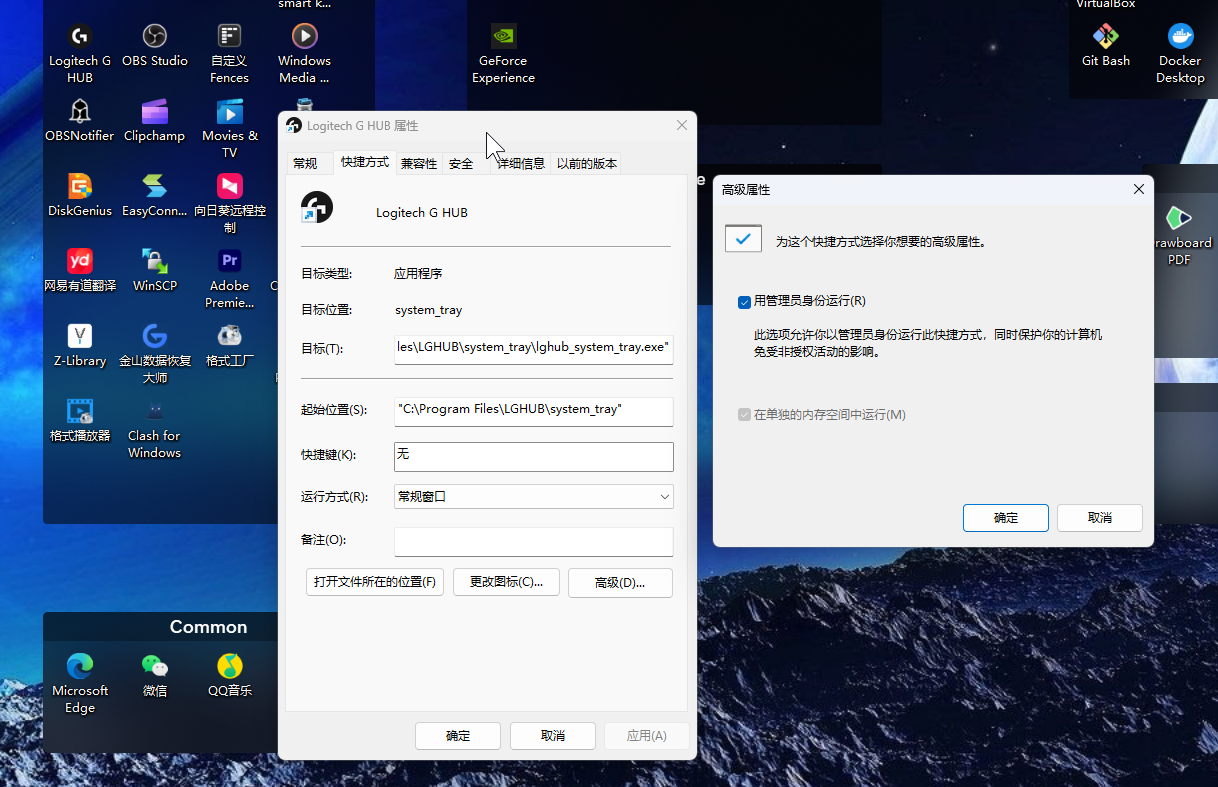 smart k...
VirtualBox
Logitech G
HUB
OBS Studio
自定义
Fences
Windows
Media ...
GeForce
Experience
Git Bash
Docker
Desktop
OBSNotifier
Clipchamp
Movies &
TV
DiskGenius
EasyConn...
向日葵远程控
制
网易有道翻译
WinSCP
Adobe
Premie...
Z-Library
金山数据恢复
大师
格式工厂
格式播放器
Clash for
Windows
rawboard
PDF
Common
Microsoft
Edge
微信
QQ音乐
Logitech G HUB 属性
常规
快捷方式
兼容性
安全
详细信息
以前的版本
Logitech G HUB
目标类型:
应用程序
目标位置:
system_tray
目标(T):
les\LGHUB\system_tray\lghub_system_tray.exe"
起始位置(S):
"C:\Program Files\LGHUB\system_tray"
快捷键(K):
无
运行方式(R):
常规窗口
备注(O):
打开文件所在的位置(F)
更改图标(C)...
高级(D)...
确定
取消
应用(A)
高级属性
为这个快捷方式选择你想要的高级属性。
用管理员身份运行(R)
此选项允许你以管理员身份运行此快捷方式，同时保护你的计算机
免受非授权活动的影响。
在单独的内存空间中运行(M)
确定
取消